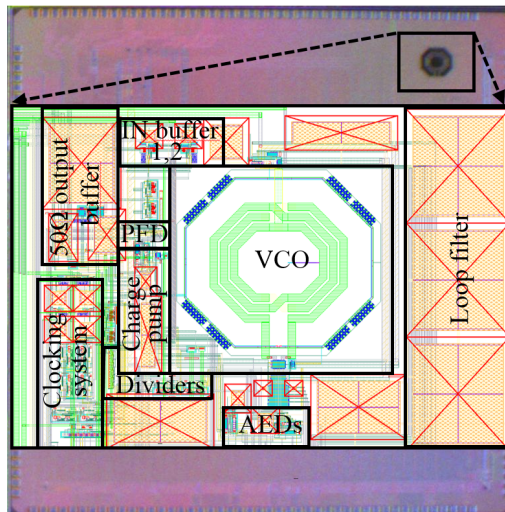 IN buffer
1,2
50Ω output
buffer
PFD
VCO
Loop filter
Charge
pump
Clocking
system
Dividers
AEDs